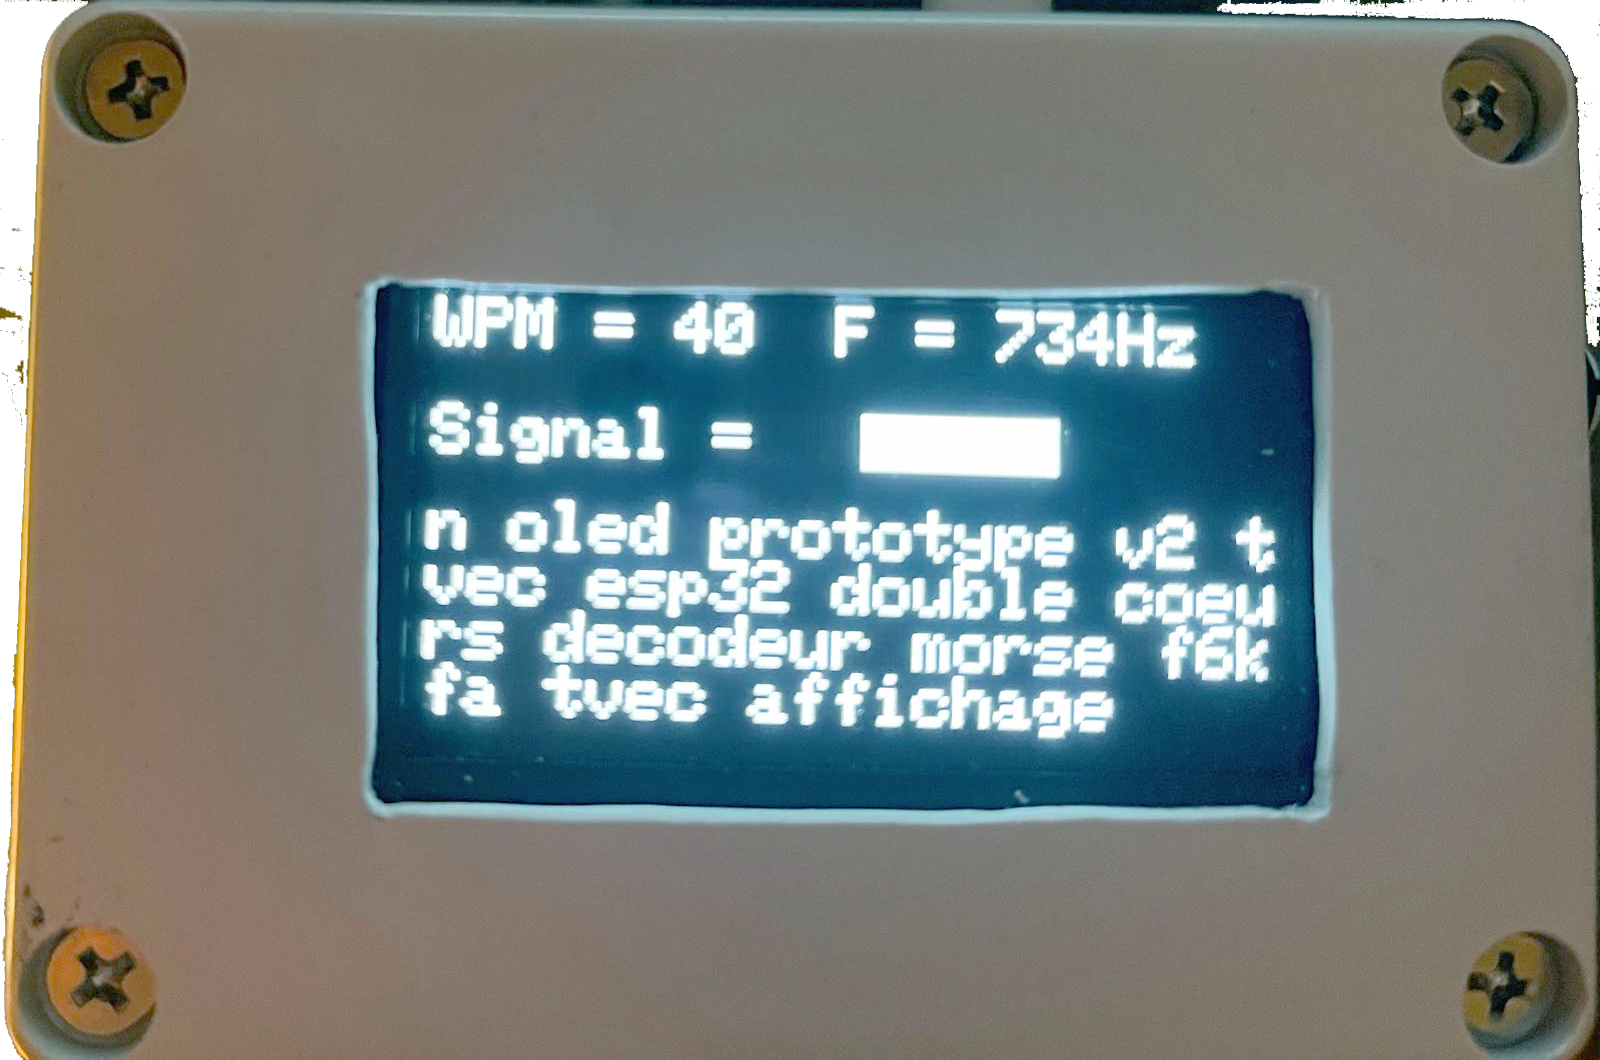 WPM = 40 F = 734Hz
Signal =
n oled prototype v2 t
vec esp32 double coeu
rs decodeur morse f6k
fa tvec affichage